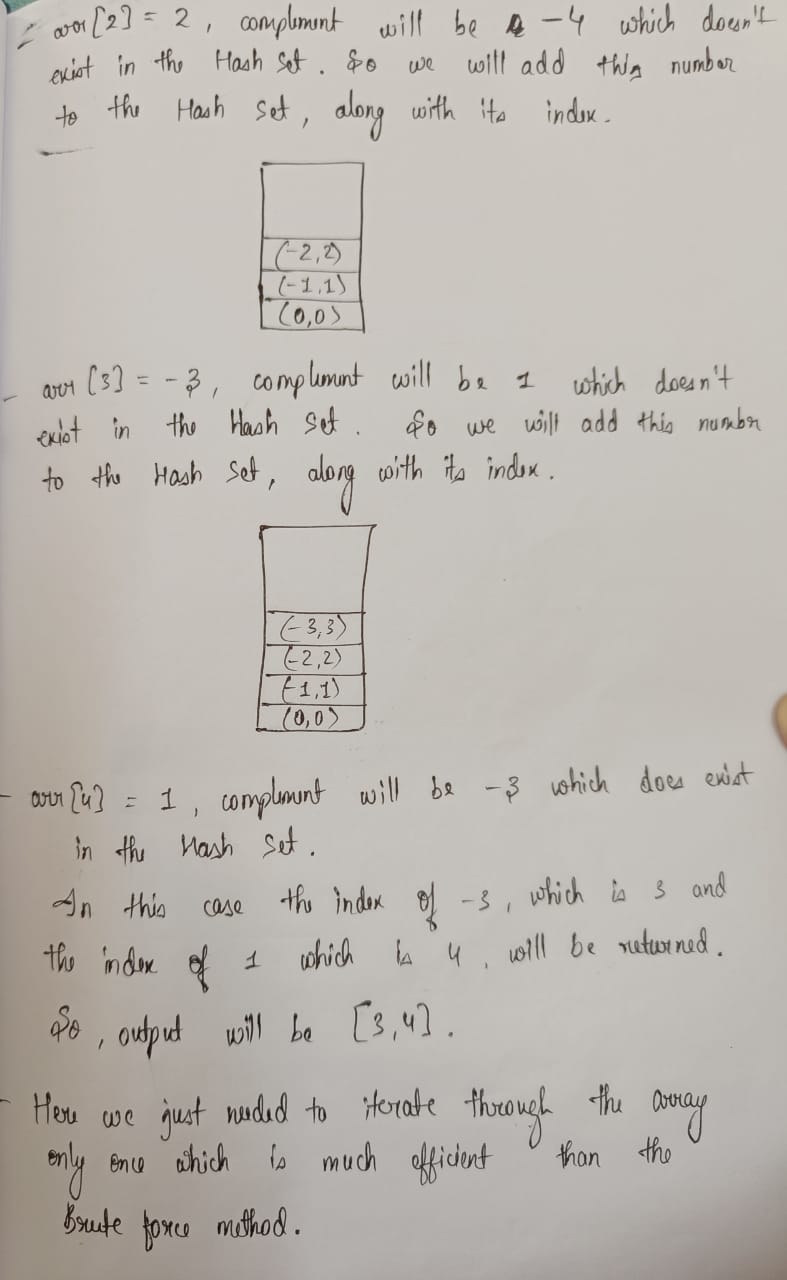 - arr[2] = 2, complement will be -4 which doesn't
exist in the Hash Set. So we will add this number
to the Hash Set, along with its index.
(-2,2)
(-1,1)
(0,0)
- arr[3] = -3, complement will be 1 which doesn't
exist in the Hash Set. So we will add this number
to the Hash Set, along with its index.
(-3,3)
(-2,2)
(-1,1)
(0,0)
- arr[4] = 1, complement will be -3 which does exist
in the Hash Set.
In this case the index of -3, which is 3 and
the index of 1 which is 4, will be returned.
So, output will be [3,4].
- Here we just needed to iterate through the array
only once which is much efficient than the
Brute force method.